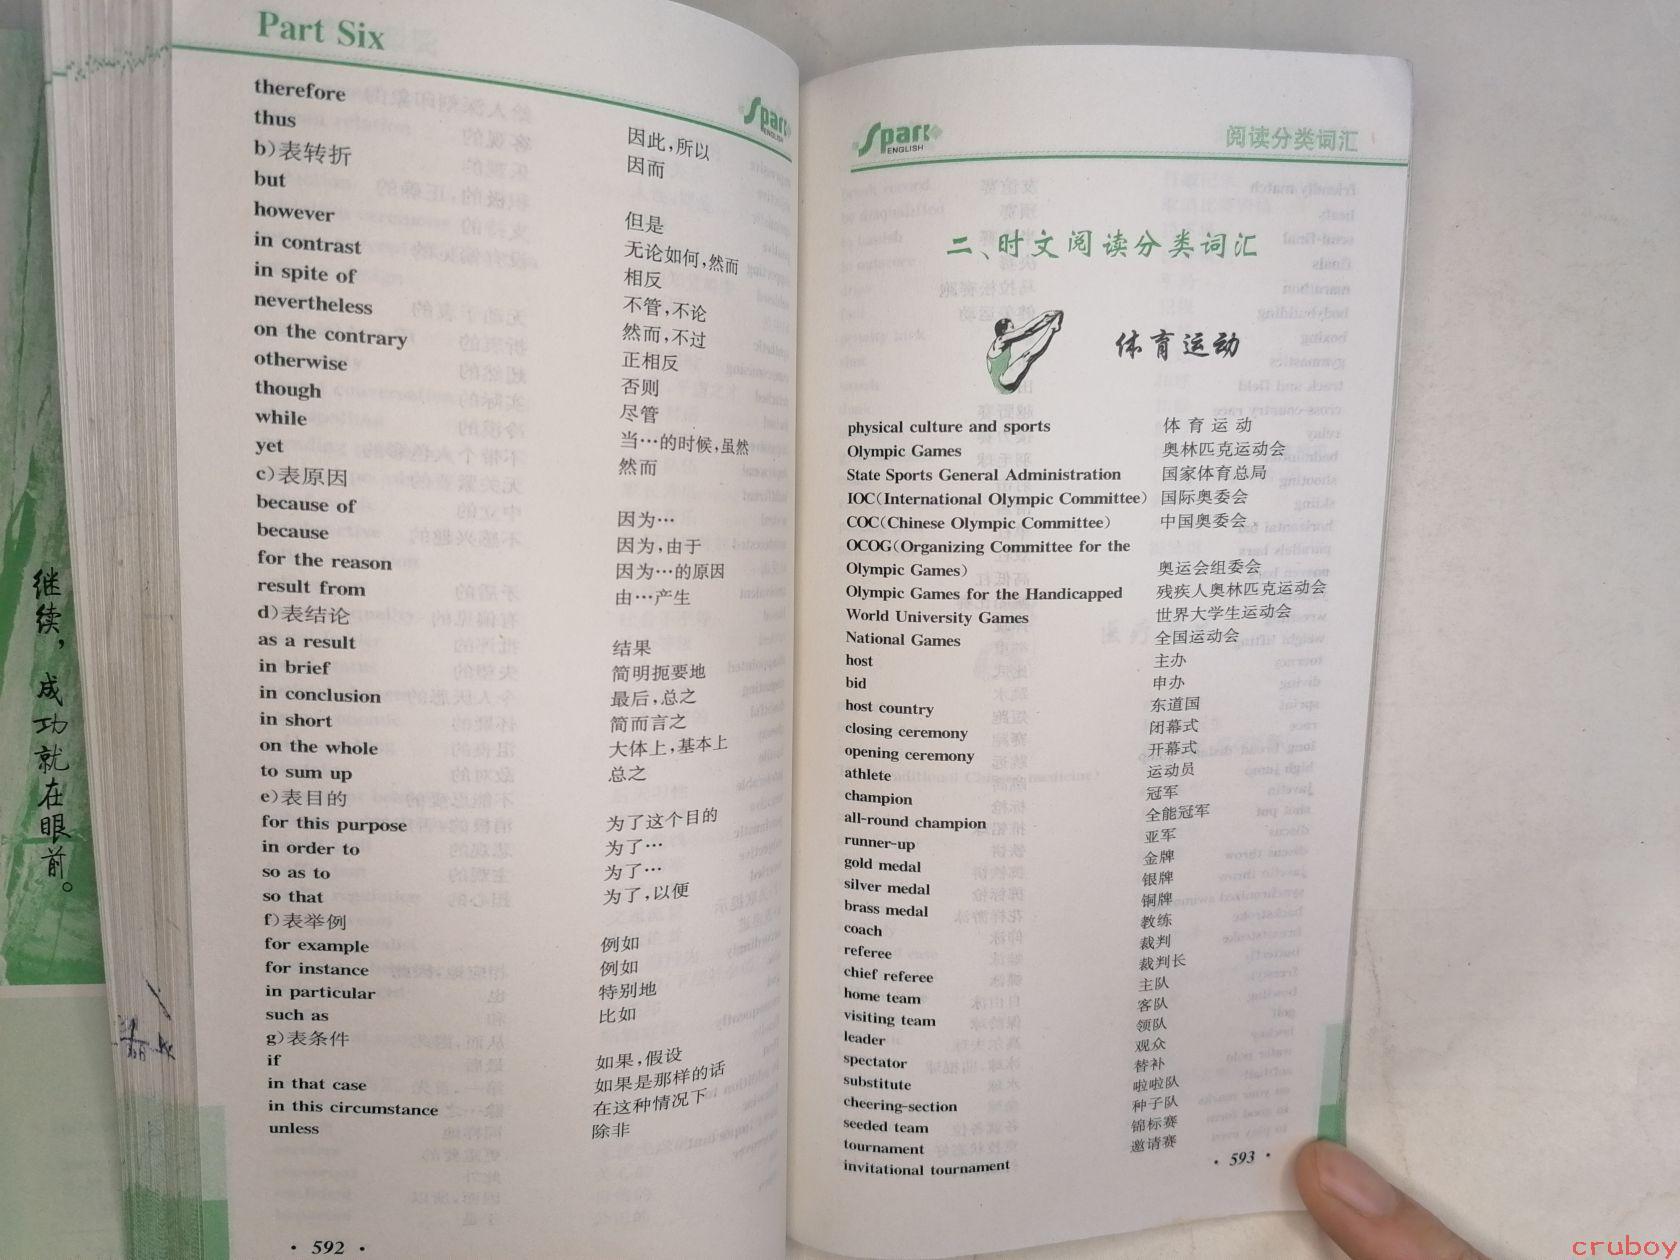 Part Six
Spark
ENGLISH
therefore 因此,所以
thus 因而
b)表转折
but 但是
however 无论如何,然而
in contrast 相反
in spite of 不管,不论
nevertheless 然而,不过
on the contrary 正相反
otherwise 否则
though 尽管
while 当…的时候,虽然
yet 然而
c)表原因
because of 因为…
because 因为,由于
for the reason 因为…的原因
result from 由…产生
d)表结论
as a result 结果
in brief 简明扼要地
in conclusion 最后,总之
in short 简而言之
on the whole 大体上,基本上
to sum up 总之
e)表目的
for this purpose 为了这个目的
in order to 为了…
so as to 为了…
so that 为了,以便
f)表举例
for example 例如
for instance 例如
in particular 特别地
such as 比如
g)表条件
if 如果,假设
in that case 如果是那样的话
in this circumstance 在这种情况下
unless 除非
· 592 ·
继续,成功就在眼前。
Spark
ENGLISH
阅读分类词汇
二、时文阅读分类词汇
体育运动
physical culture and sports 体育运动
Olympic Games 奥林匹克运动会
State Sports General Administration 国家体育总局
IOC(International Olympic Committee) 国际奥委会
COC(Chinese Olympic Committee) 中国奥委会
OCOG(Organizing Committee for the
Olympic Games) 奥运会组委会
Olympic Games for the Handicapped 残疾人奥林匹克运动会
World University Games 世界大学生运动会
National Games 全国运动会
host 主办
bid 申办
host country 东道国
closing ceremony 闭幕式
opening ceremony 开幕式
athlete 运动员
champion 冠军
all-round champion 全能冠军
runner-up 亚军
gold medal 金牌
silver medal 银牌
brass medal 铜牌
coach 教练
referee 裁判
chief referee 裁判长
home team 主队
visiting team 客队
leader 领队
spectator 观众
substitute 替补
cheering-section 啦啦队
seeded team 种子队
tournament 锦标赛
invitational tournament 邀请赛
· 593 ·
cruboy